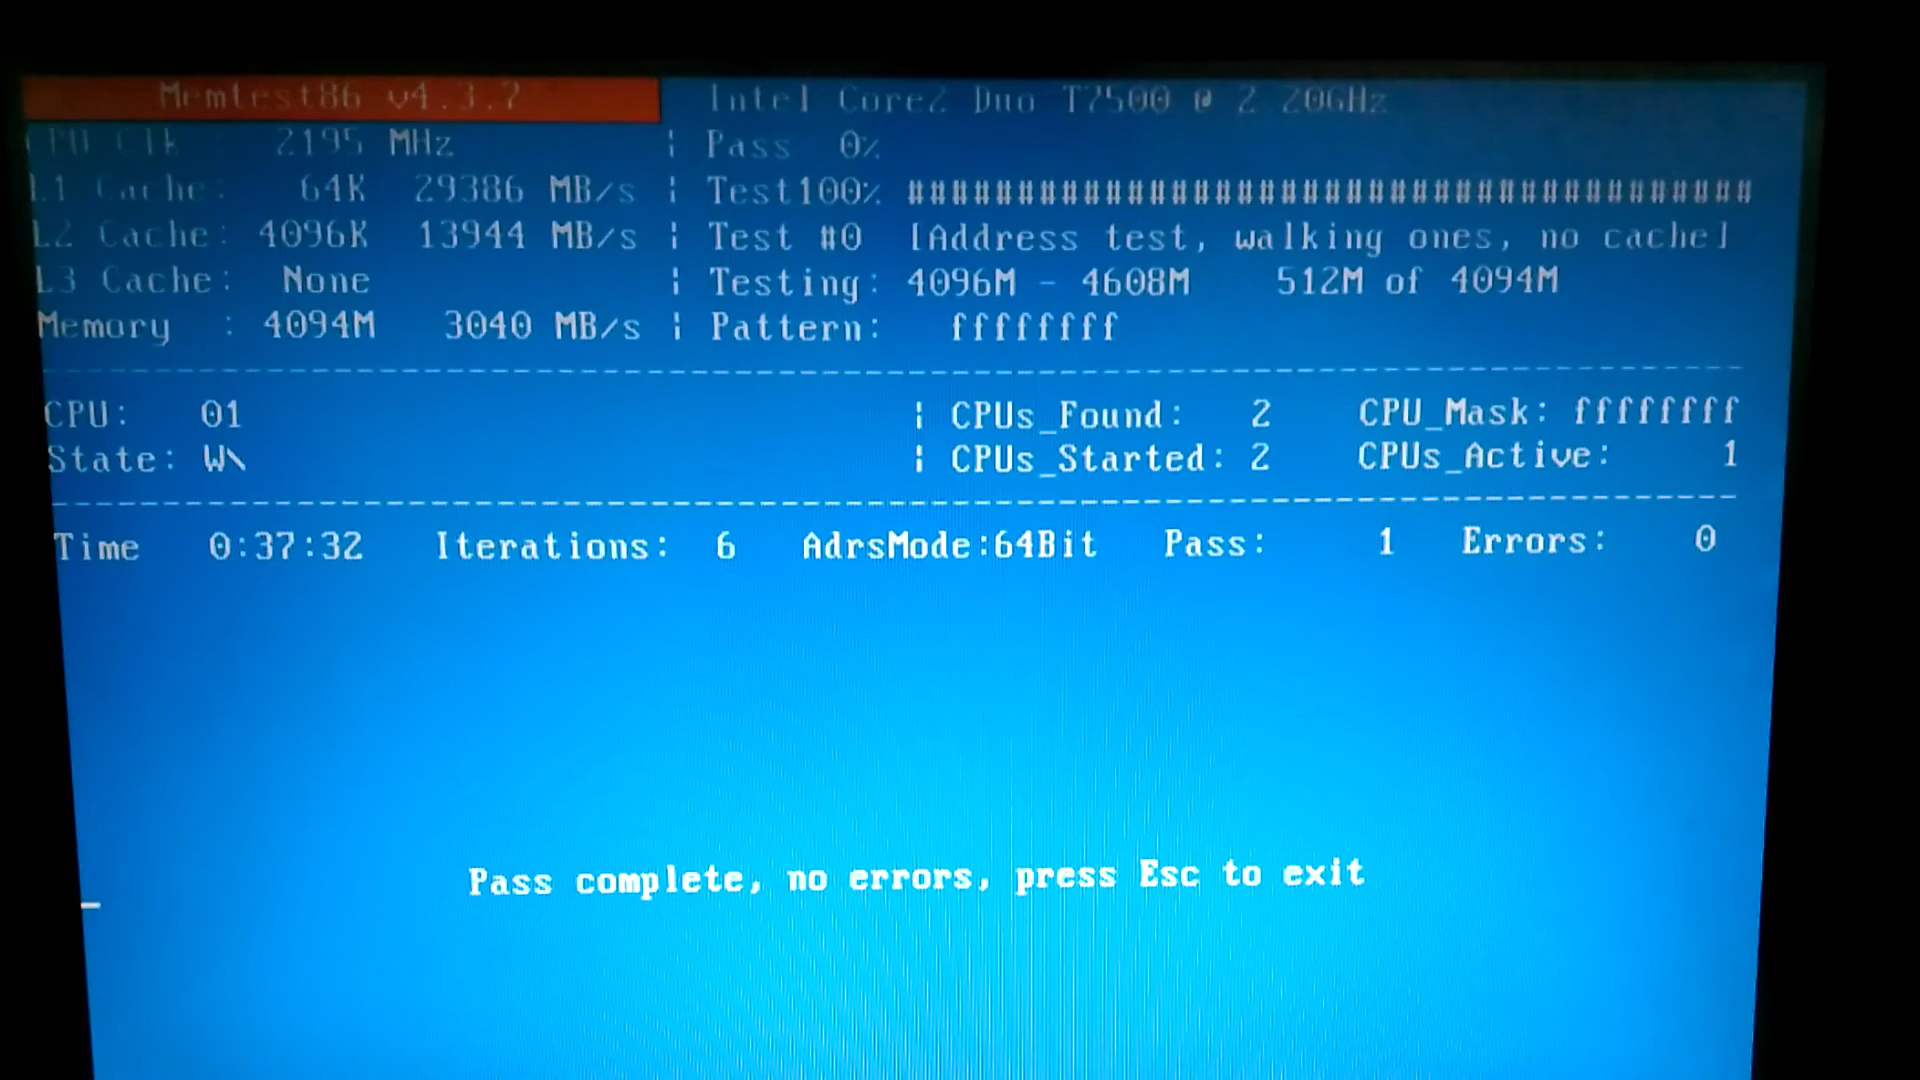 Memtest86 v4.3.7 Intel Core2 Duo T7500 @ 2.20GHz
CPU Clk : 2195 MHz | Pass 0%
L1 Cache: 64K 29386 MB/s | Test100% #######################################
L2 Cache: 4096K 13944 MB/s | Test #0 [Address test, walking ones, no cache]
L3 Cache: None | Testing: 4096M - 4608M 512M of 4094M
Memory : 4094M 3040 MB/s | Pattern: ffffffff
------------------------------------------------------------------------------
CPU: 01 | CPUs_Found: 2 CPU_Mask: ffffffff
State: W\ | CPUs_Started: 2 CPUs_Active: 1
------------------------------------------------------------------------------
Time 0:37:32 Iterations: 6 AdrsMode:64Bit Pass: 1 Errors: 0
Pass complete, no errors, press Esc to exit
_